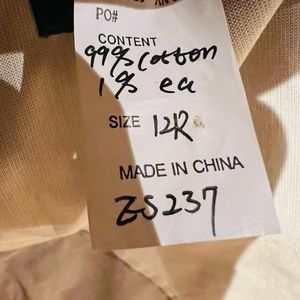 PO#
CONTENT
99% cotton
1% ea
SIZE 12R
MADE IN CHINA
ZS237